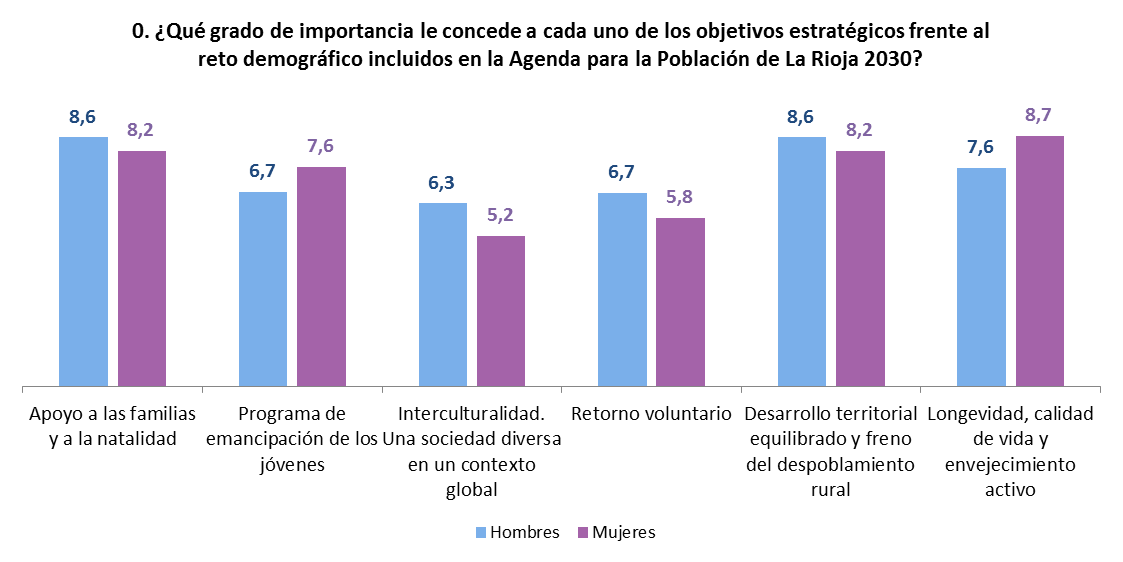 0. ¿Qué grado de importancia le concede a cada uno de los objetivos estratégicos frente al
reto demográfico incluidos en la Agenda para la Población de La Rioja 2030?
8,6
8,2
6,7
7,6
6,3
5,2
6,7
5,8
8,6
8,2
7,6
8,7
Apoyo a las familias
y a la natalidad
Programa de
emancipación de los
jóvenes
Interculturalidad.
Una sociedad diversa
en un contexto
global
Retorno voluntario
Desarrollo territorial
equilibrado y freno
del despoblamiento
rural
Longevidad, calidad
de vida y
envejecimiento
activo
Hombres
Mujeres